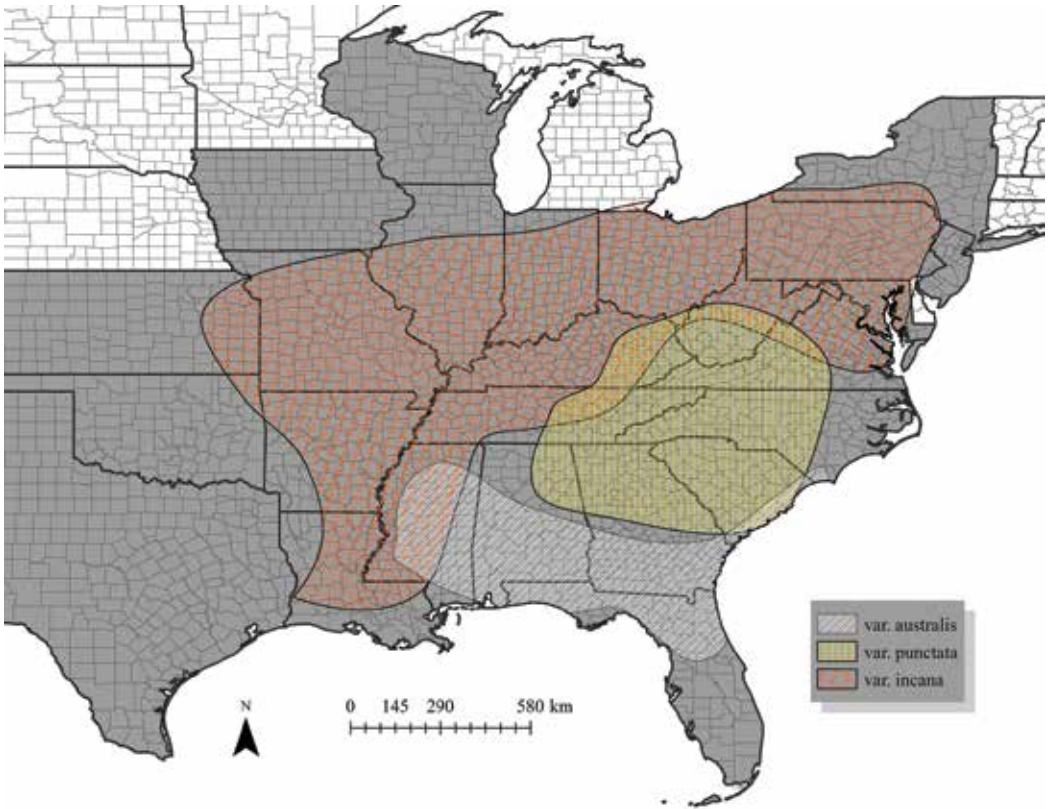 var. australis
var. punctata
var. incana
N
0 145 290 580 km